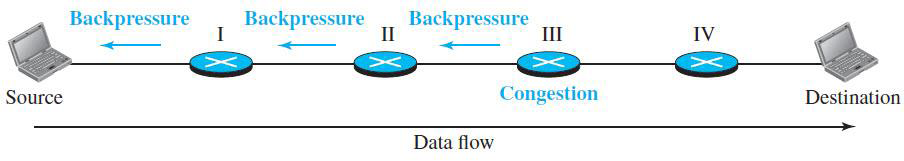 Backpressure Backpressure Backpressure
I II III IV
Congestion
Source Destination
Data flow